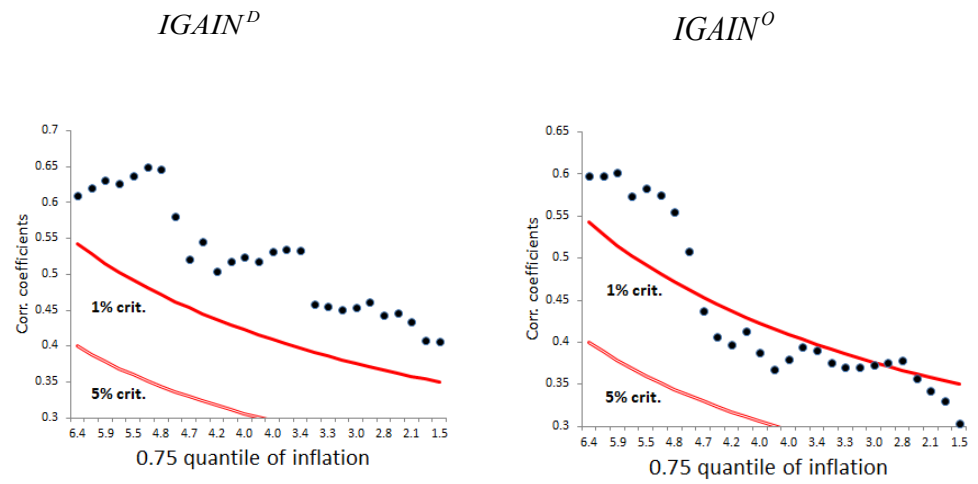 IGAIN^D
IGAIN^O
0.7
0.65
0.6
0.55
0.5
0.45
0.4
0.35
0.3
Corr. coefficients
1% crit.
5% crit.
6.4 5.9 5.5 4.8 4.7 4.2 4.0 4.0 3.4 3.3 3.0 2.8 2.1 1.5
0.75 quantile of inflation
0.65
0.6
0.55
0.5
0.45
0.4
0.35
0.3
Corr. coefficients
1% crit.
5% crit.
6.4 5.9 5.5 4.8 4.7 4.2 4.0 4.0 3.4 3.3 3.0 2.8 2.1 1.5
0.75 quantile of inflation